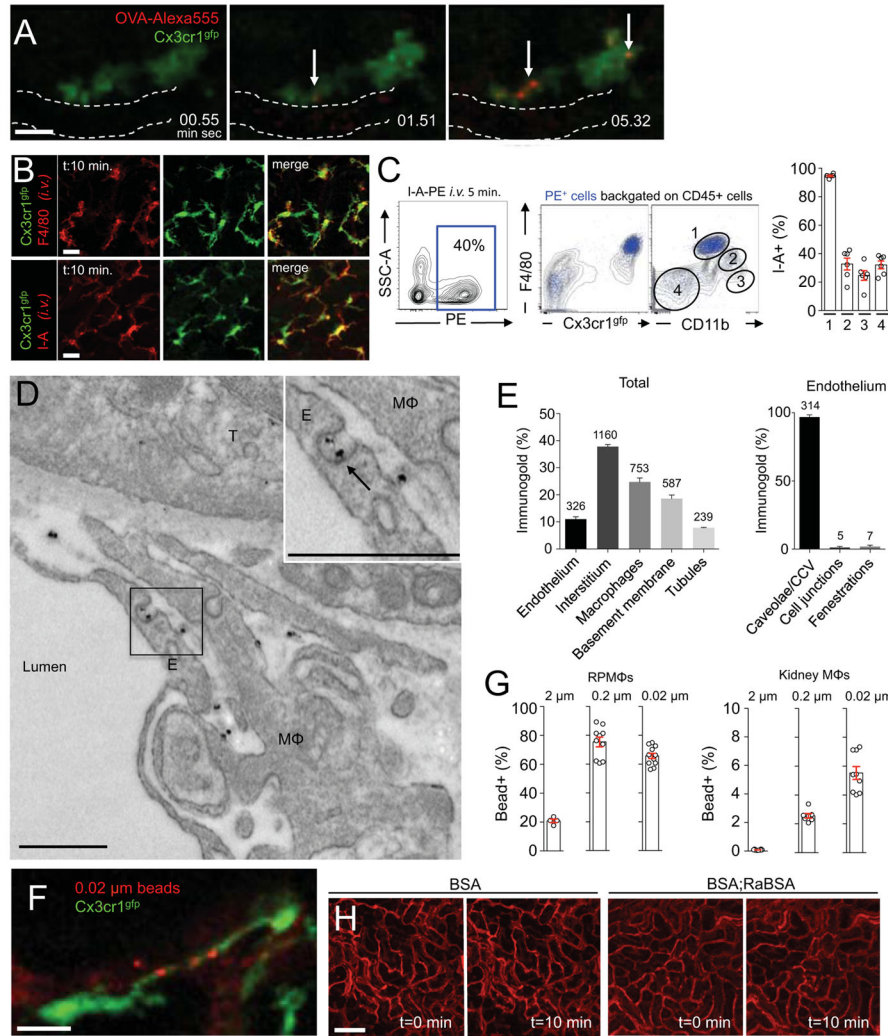 A
OVA-Alexa555
Cx3cr1gfp
00.55
min sec
01.51
05.32
B
Cx3cr1gfp
F4/80 (i.v.)
t:10 min.
merge
Cx3cr1gfp
I-A (i.v.)
t:10 min.
merge
C
I-A-PE i.v. 5 min.
SSC-A
40%
PE
PE+ cells backgated on CD45+ cells
F4/80
Cx3cr1gfp
1
2
3
4
CD11b
I-A+ (%)
100
80
60
40
20
0
1 2 3 4
D
T
E
MΦ
Lumen
E
MΦ
E
Total
Immunogold (%)
50
40
30
20
10
0
326
1160
753
587
239
Endothelium
Interstitium
Macrophages
Basement membrane
Tubules
Endothelium
Immunogold (%)
100
50
0
314
5
7
Caveolae/CCV
Cell junctions
Fenestrations
G
RPMΦs
2 µm 0.2 µm 0.02 µm
Bead+ (%)
100
80
60
40
20
0
Kidney MΦs
2 µm 0.2 µm 0.02 µm
Bead+ (%)
10
8
6
4
2
0
F
0.02 µm beads
Cx3cr1gfp
H
BSA
t=0 min
t=10 min
BSA;RaBSA
t=0 min
t=10 min